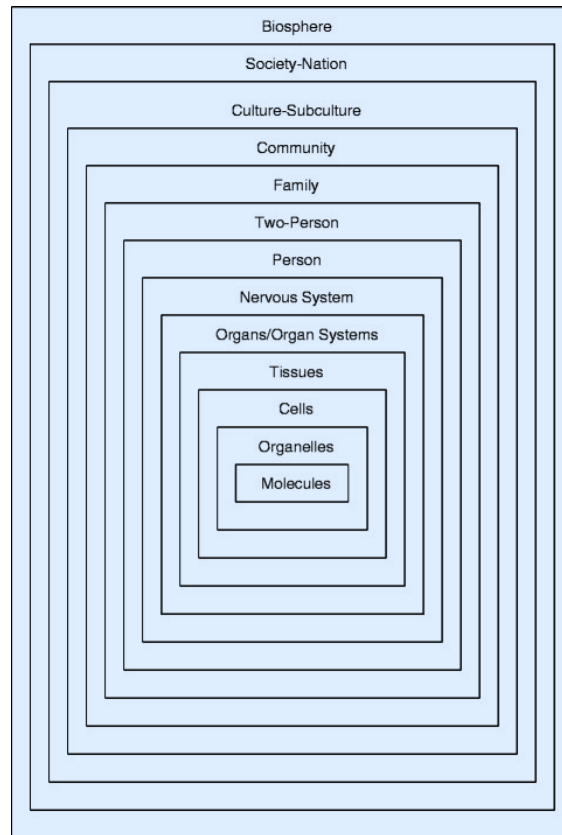 Biosphere
Society-Nation
Culture-Subculture
Community
Family
Two-Person
Person
Nervous System
Organs/Organ Systems
Tissues
Cells
Organelles
Molecules